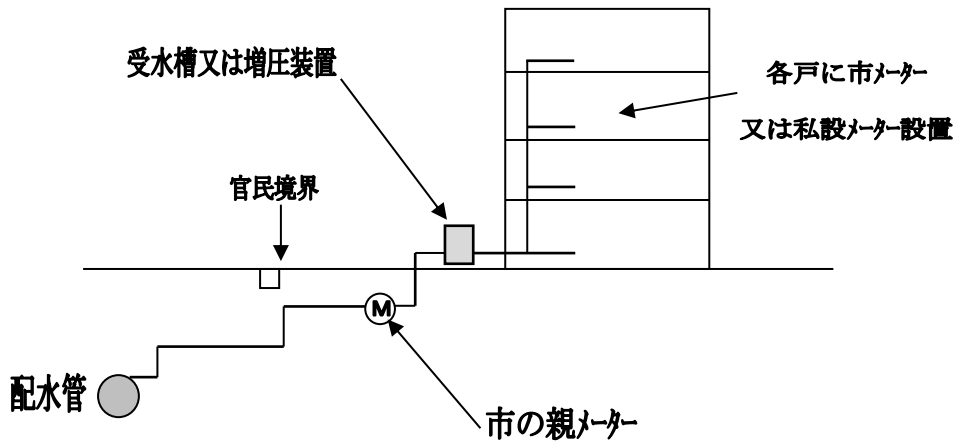 受水槽又は増圧装置
各戸に市ﾒｰﾀｰ
又は私設ﾒｰﾀｰ設置
官民境界
M
配水管
市の親ﾒｰﾀｰ